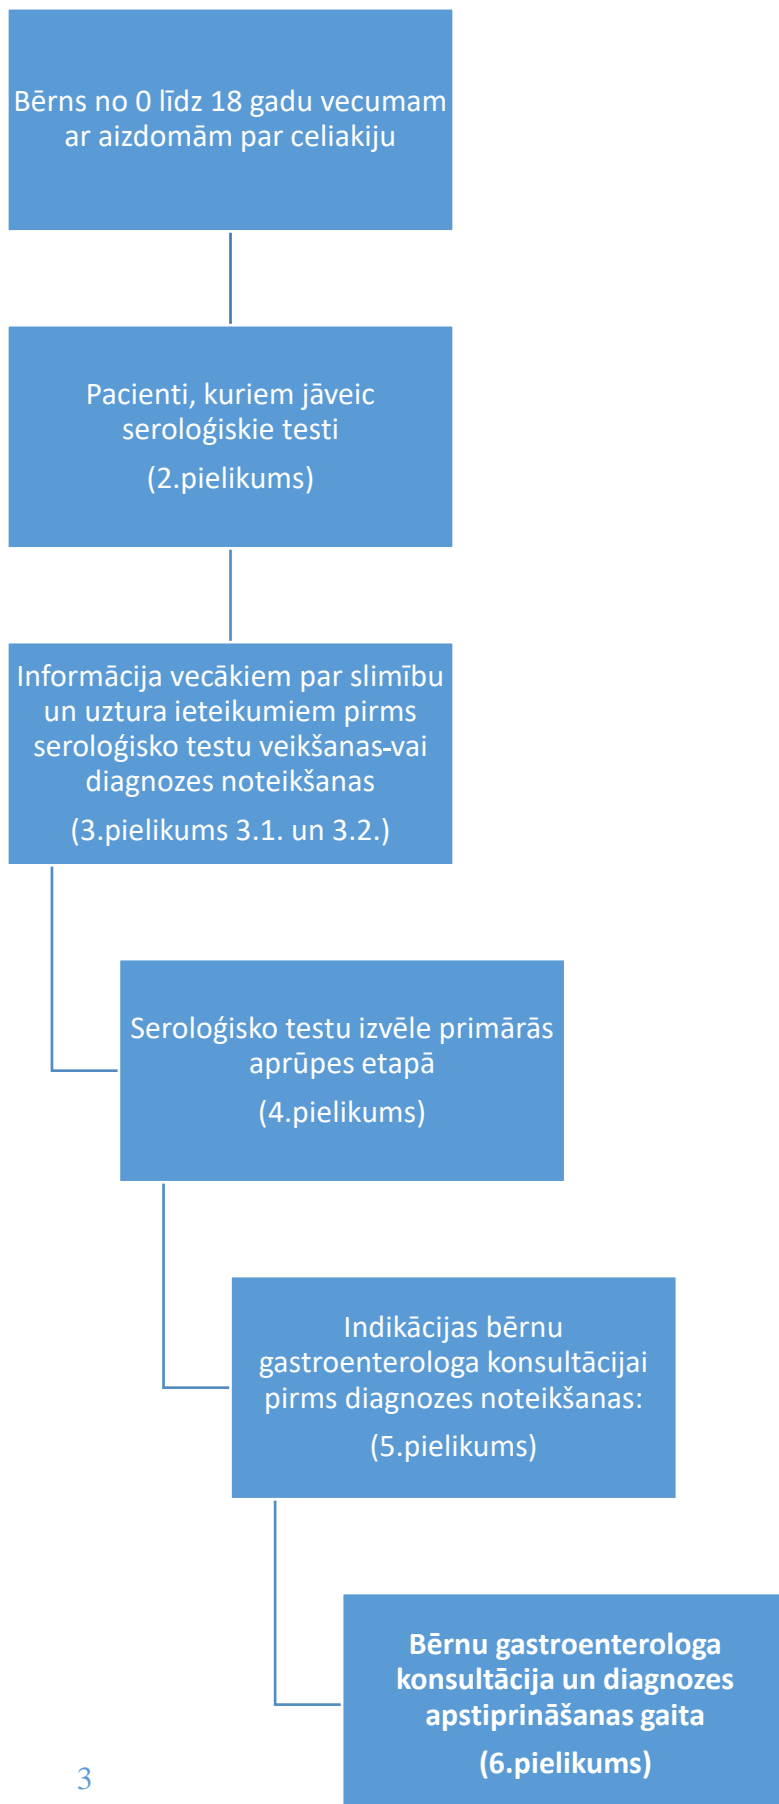 Bērns no 0 līdz 18 gadu vecumam
ar aizdomām par celiakiju
Pacienti, kuriem jāveic
seroloģiskie testi
(2.pielikums)
Informācija vecākiem par slimību
un uztura ieteikumiem pirms
seroloģisko testu veikšanas-vai
diagnozes noteikšanas
(3.pielikums 3.1. un 3.2.)
Seroloģisko testu izvēle primārās
aprūpes etapā
(4.pielikums)
Indikācijas bērnu
gastroenterologa konsultācijai
pirms diagnozes noteikšanas:
(5.pielikums)
Bērnu gastroenterologa
konsultācija un diagnozes
apstiprināšanas gaita
(6.pielikums)
3